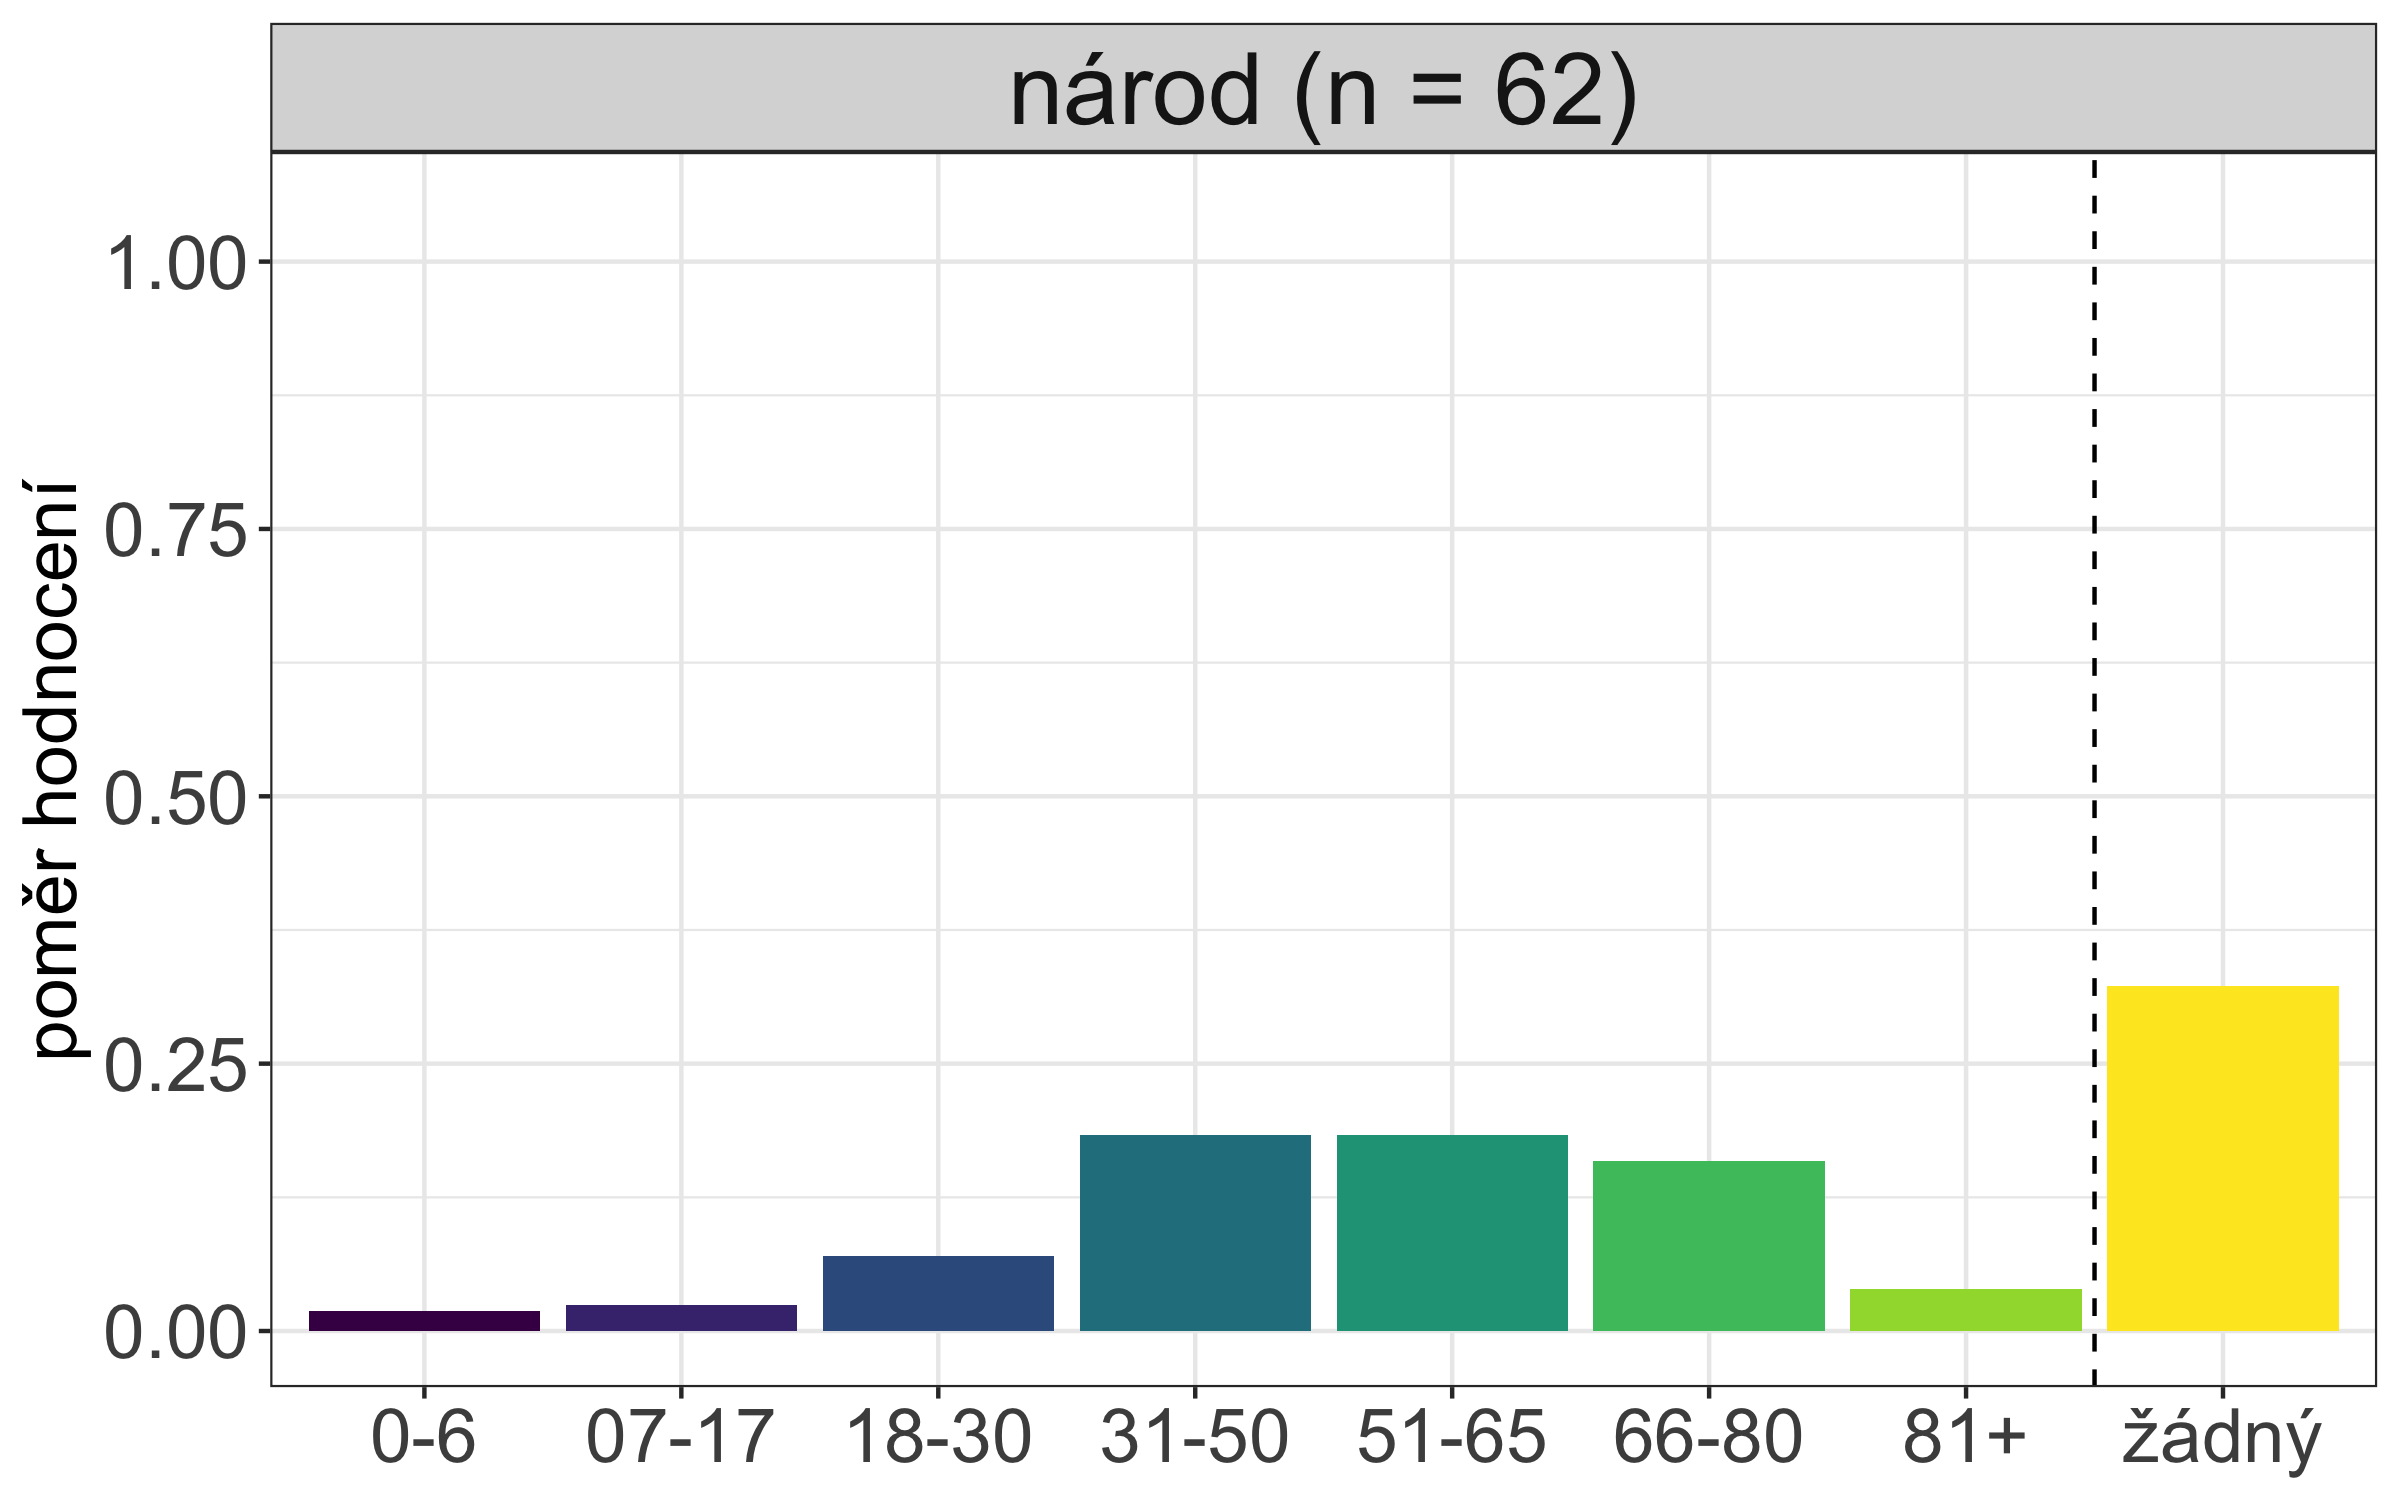 národ (n = 62)
poměr hodnocení
1.00
0.75
0.50
0.25
0.00
0-6 07-17 18-30 31-50 51-65 66-80 81+ žádný